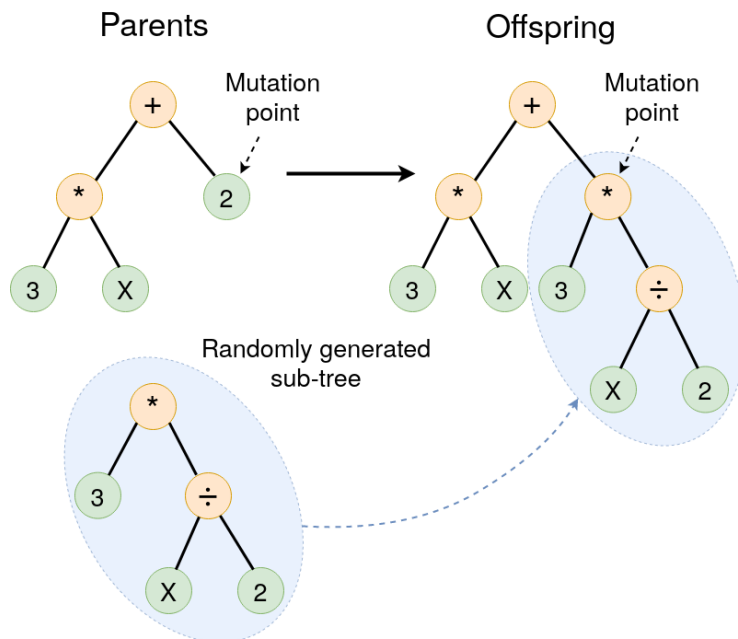 Parents
Offspring
Mutation
point
Mutation
point
+
+
*
2
*
*
3
X
3
X
3
÷
Randomly generated
sub-tree
X
2
*
3
÷
X
2